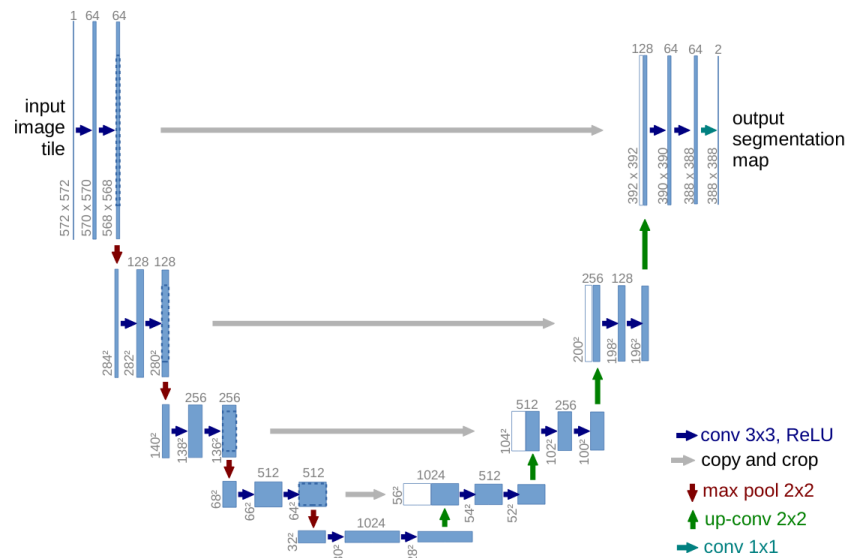 1 64 64
128 64 64 2
input
image
tile
output
segmentation
map
572 x 572
570 x 570
568 x 568
392 x 392
390 x 390
388 x 388
388 x 388
128 128
256 128
284²
282²
280²
200²
198²
196²
256 256
512 256
140²
138²
136²
104²
102²
100²
512 512
1024 512
68²
66²
64²
56²
54²
52²
1024
32²
conv 3x3, ReLU
copy and crop
max pool 2x2
up-conv 2x2
conv 1x1